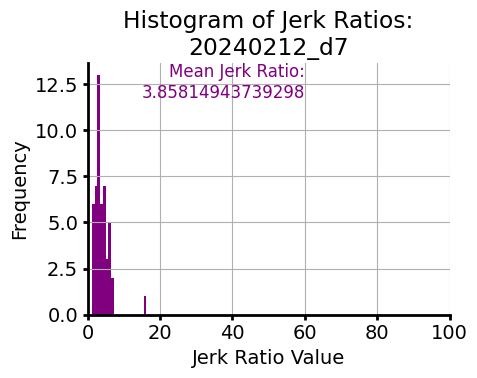 Histogram of Jerk Ratios:
20240212_d7
Mean Jerk Ratio:
3.85814943739298
Frequency
12.5
10.0
7.5
5.0
2.5
0.0
0 20 40 60 80 100
Jerk Ratio Value